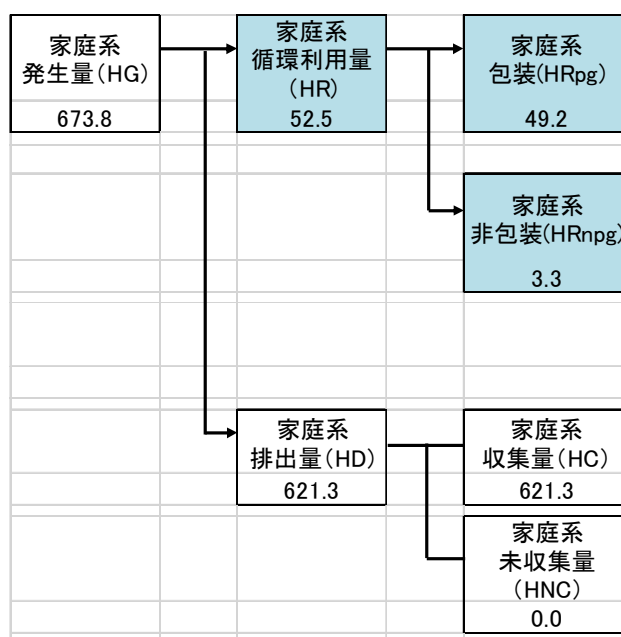 家庭系
発生量(HG)
673.8
家庭系
循環利用量
(HR)
52.5
家庭系
包装(HRpg)
49.2
家庭系
非包装(HRnpg)
3.3
家庭系
排出量(HD)
621.3
家庭系
収集量(HC)
621.3
家庭系
未収集量
(HNC)
0.0